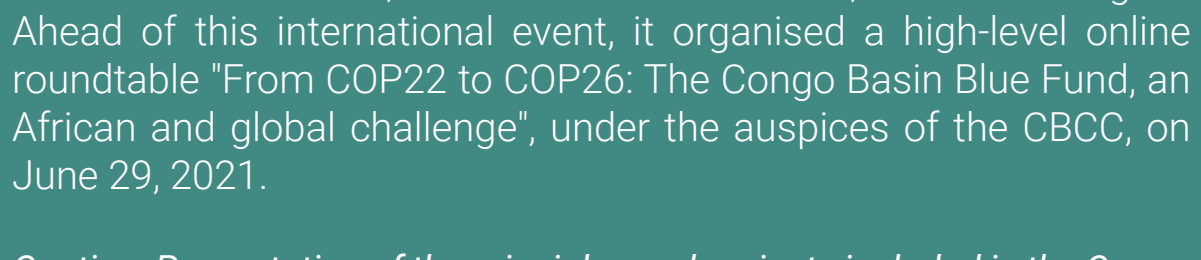 Ahead of this international event, it organised a high-level online
roundtable "From COP22 to COP26: The Congo Basin Blue Fund, an
African and global challenge", under the auspices of the CBCC, on
June 29, 2021.